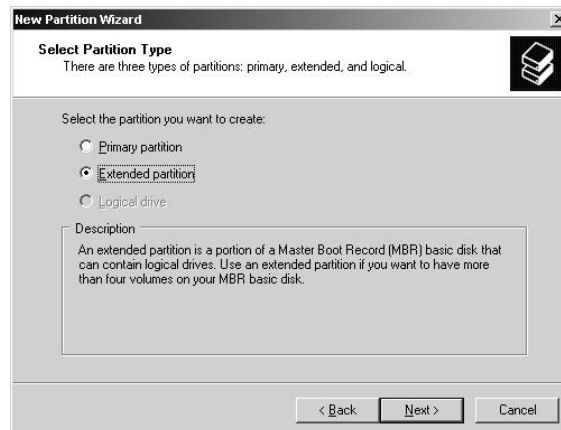 New Partition Wizard
Select Partition Type
There are three types of partitions: primary, extended, and logical.
Select the partition you want to create:
Primary partition
Extended partition
Logical drive
Description
An extended partition is a portion of a Master Boot Record (MBR) basic disk that
can contain logical drives. Use an extended partition if you want to have more
than four volumes on your MBR basic disk.
< Back
Next >
Cancel